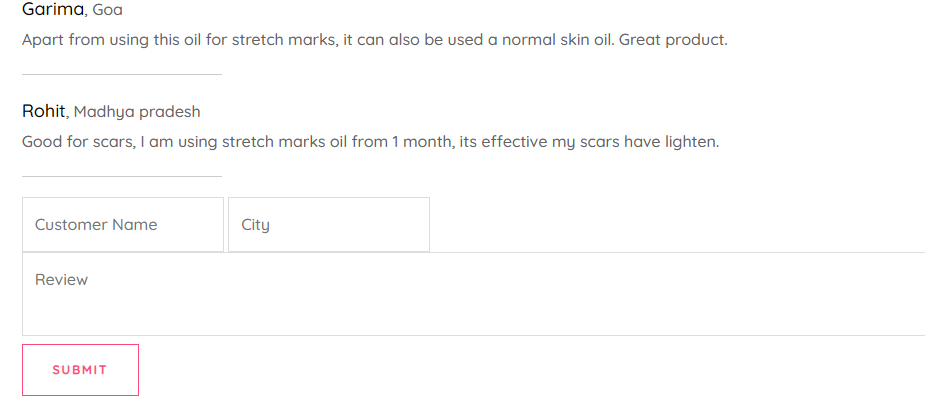 Garima, Goa
Apart from using this oil for stretch marks, it can also be used a normal skin oil. Great product.
Rohit, Madhya pradesh
Good for scars, I am using stretch marks oil from 1 month, its effective my scars have lighten.
Customer Name City
Review
SUBMIT